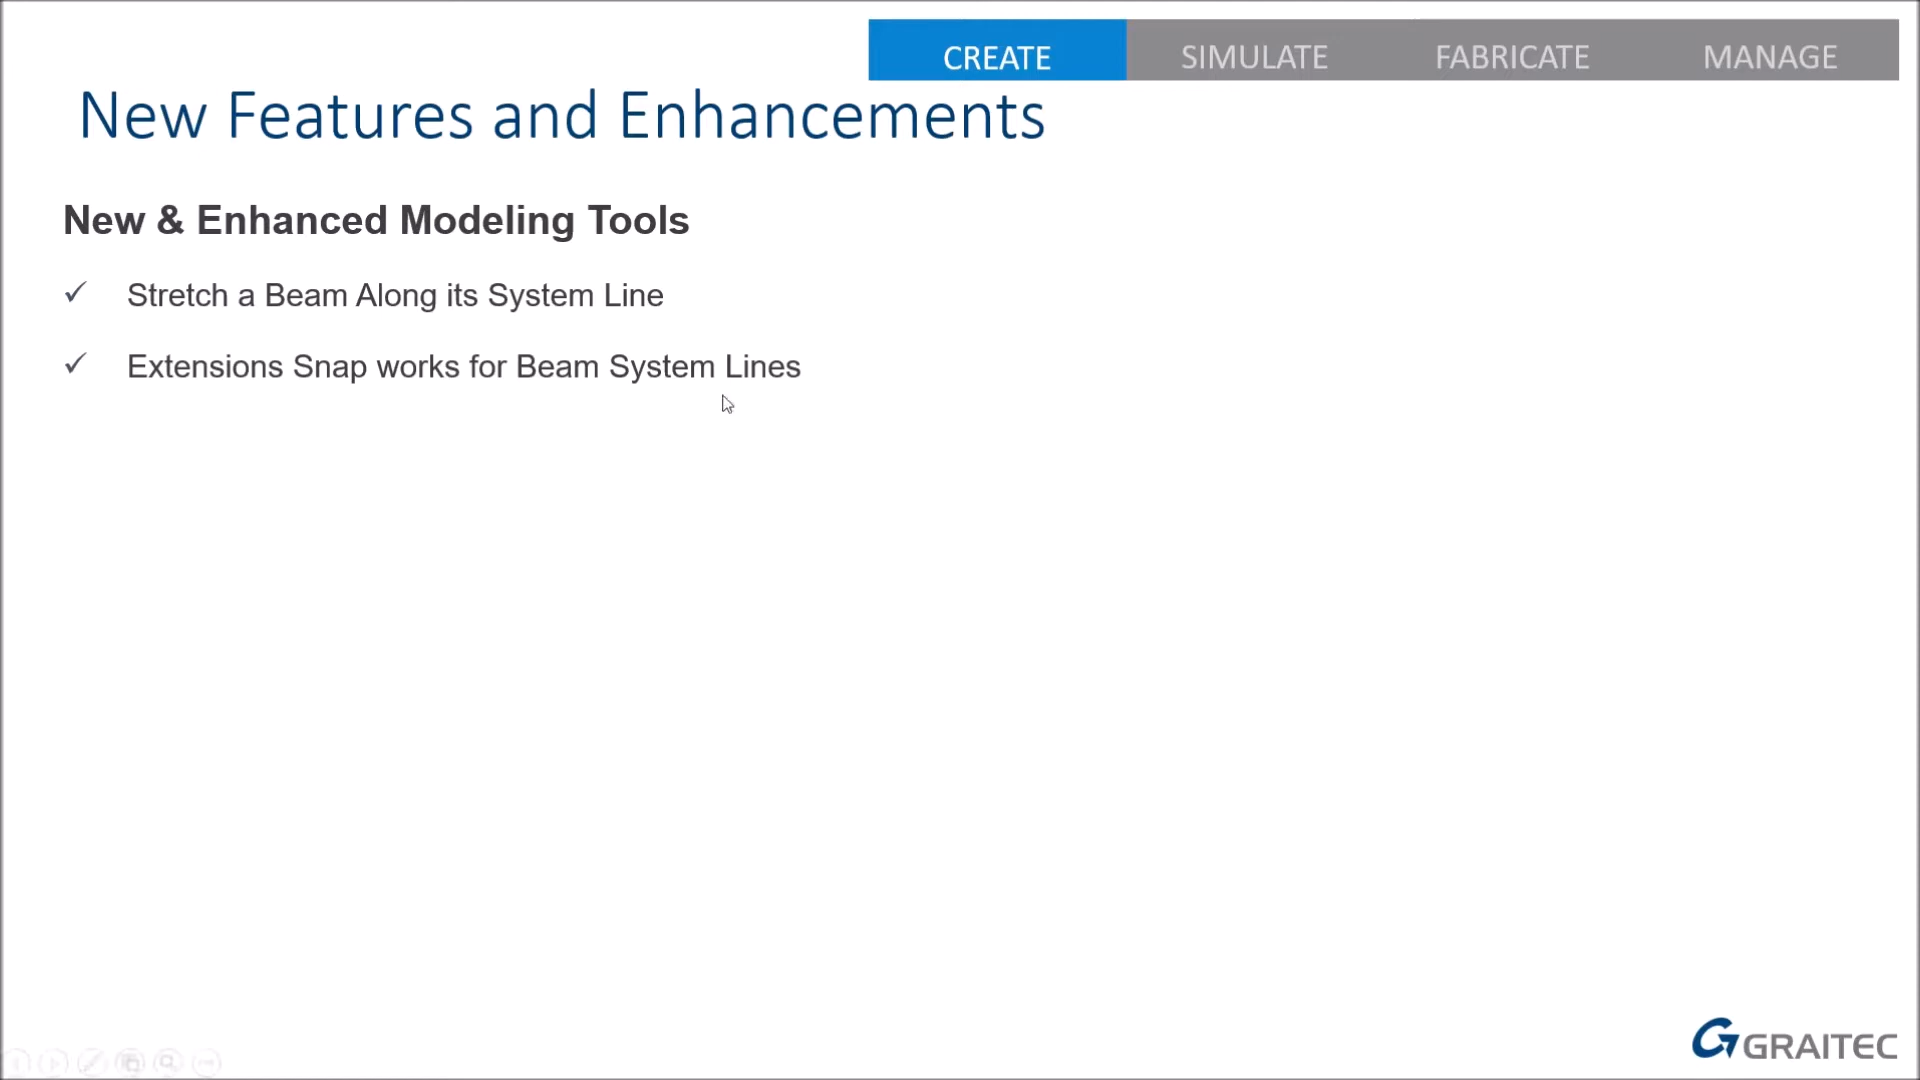 CREATE SIMULATE FABRICATE MANAGE
New Features and Enhancements
New & Enhanced Modeling Tools
✓ Stretch a Beam Along its System Line
✓ Extensions Snap works for Beam System Lines
GRAITEC